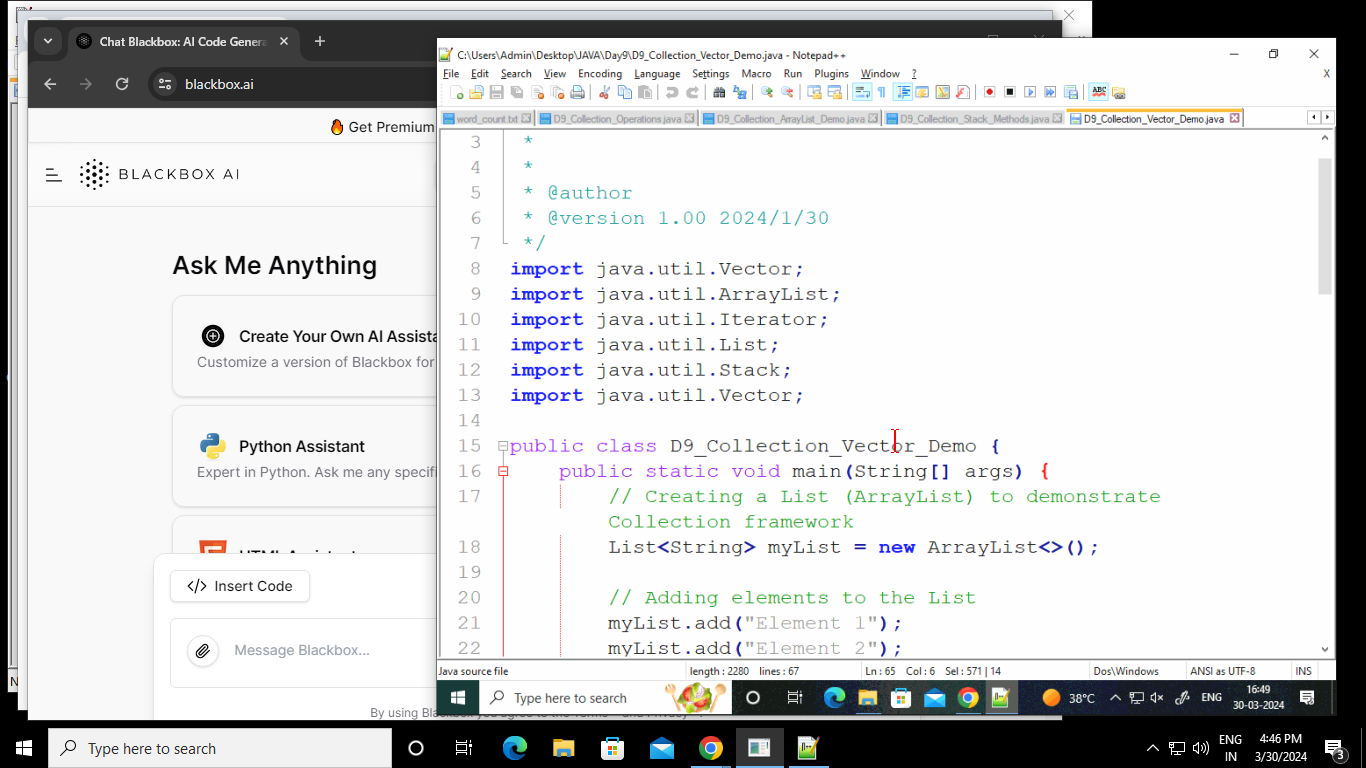 Chat Blackbox: AI Code Genera
blackbox.ai
🔥 Get Premium
BLACKBOX AI
Ask Me Anything
Create Your Own AI Assista
Customize a version of Blackbox for
Python Assistant
Expert in Python. Ask me any specifi
HTML Assistant
</> Insert Code
Message Blackbox...
By using Blackbox you agree to the Terms
C:\Users\Admin\Desktop\JAVA\Day9\D9_Collection_Vector_Demo.java - Notepad++
File Edit Search View Encoding Language Settings Macro Run Plugins Window ? X
word_count.txt D9_Collection_Operations.java D9_Collection_ArrayList_Demo.java D9_Collection_Stack_Methods.java D9_Collection_Vector_Demo.java
3 *
4 *
5 * @author
6 * @version 1.00 2024/1/30
7 */
8 import java.util.Vector;
9 import java.util.ArrayList;
10 import java.util.Iterator;
11 import java.util.List;
12 import java.util.Stack;
13 import java.util.Vector;
14
15 public class D9_Collection_Vector_Demo {
16 public static void main(String[] args) {
17 // Creating a List (ArrayList) to demonstrate
Collection framework
18 List<String> myList = new ArrayList<>();
19
20 // Adding elements to the List
21 myList.add("Element 1");
22 myList.add("Element 2");
Java source file length : 2280 lines : 67 Ln : 65 Col : 6 Sel : 571 | 14 Dos\Windows ANSI as UTF-8 INS
Type here to search 38°C ENG 16:49
30-03-2024
Type here to search ENG
IN 4:46 PM
3/30/2024 3